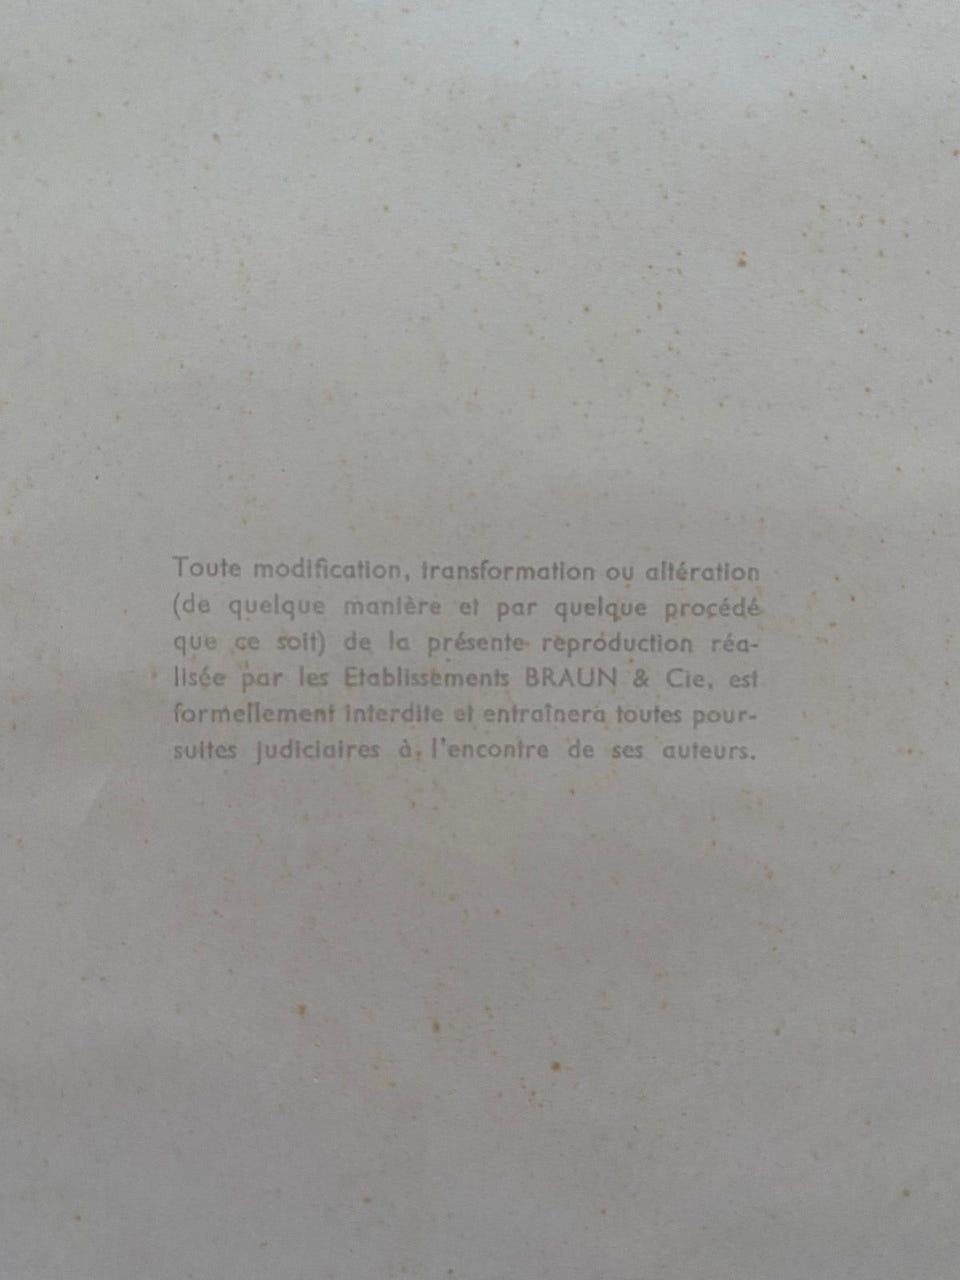 Toute modification, transformation ou altération
(de quelque manière et par quelque procédé
que ce soit) de la présente reproduction réa-
lisée par les Etablissements BRAUN & Cie, est
formellement interdite et entraînera toutes pour-
suites judiciaires à l'encontre de ses auteurs.